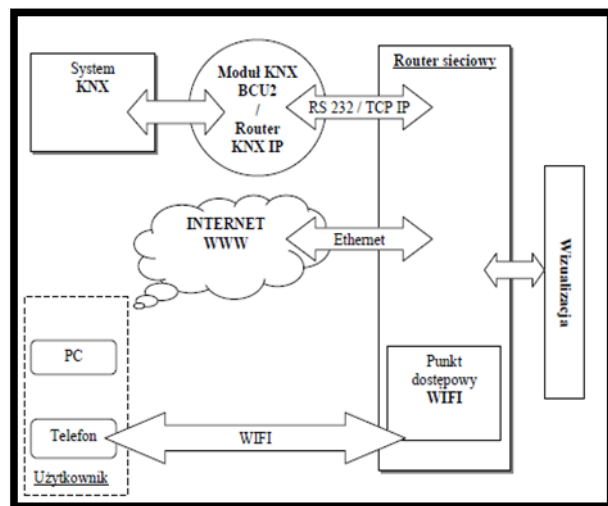 System
KNX
Moduł KNX
BCU2
/
Router
KNX IP
RS 232 / TCP IP
Router sieciowy
INTERNET
WWW
Ethernet
Wizualizacja
PC
Punkt
dostępowy
WIFI
Telefon
WIFI
Użytkownik